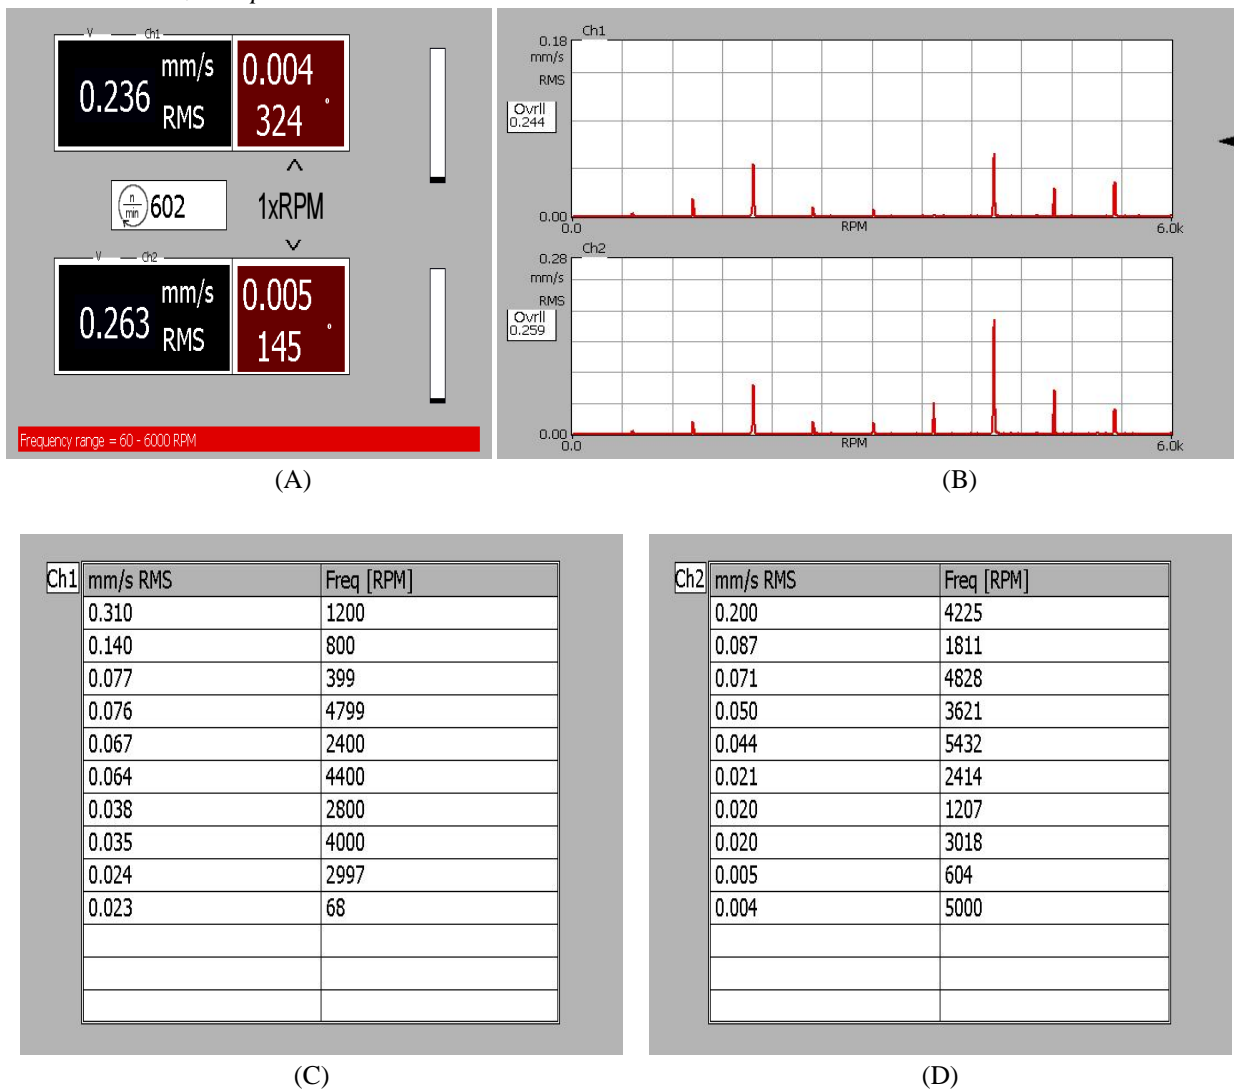 V Ch1
0.236 mm/s RMS
0.004
324 °
n/min 602
1xRPM
V Ch2
0.263 mm/s RMS
0.005
145 °
Frequency range = 60 - 6000 RPM
(A)
Ch1
0.18
mm/s
RMS
Ovrll
0.244
0.00
0.0 RPM 6.0k
Ch2
0.28
mm/s
RMS
Ovrll
0.259
0.00
0.0 RPM 6.0k
(B)
Ch1 mm/s RMS Freq [RPM]
0.310 1200
0.140 800
0.077 399
0.076 4799
0.067 2400
0.064 4400
0.038 2800
0.035 4000
0.024 2997
0.023 68
(C)
Ch2 mm/s RMS Freq [RPM]
0.200 4225
0.087 1811
0.071 4828
0.050 3621
0.044 5432
0.021 2414
0.020 1207
0.020 3018
0.005 604
0.004 5000
(D)